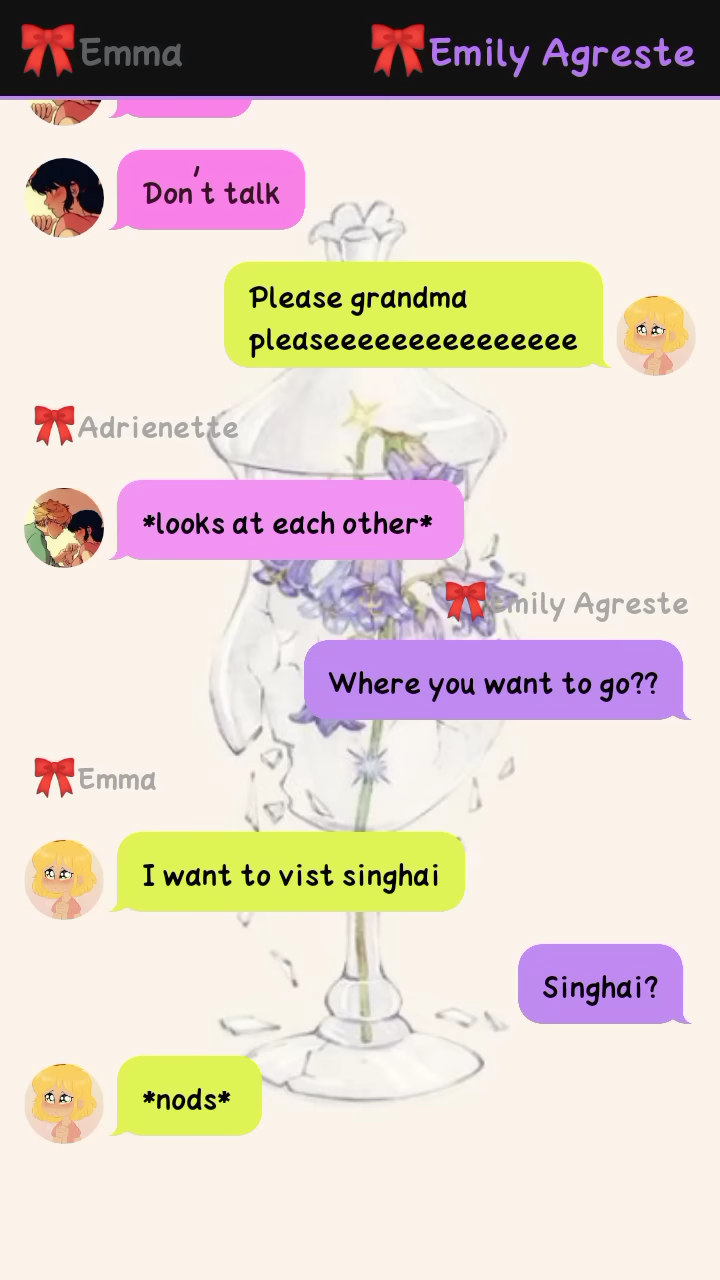 Emma
Emily Agreste
Don't talk
Please grandma
pleaseeeeeeeeeeeeeee
Adrienette
*looks at each other*
Emily Agreste
Where you want to go??
Emma
I want to vist singhai
Singhai?
*nods*